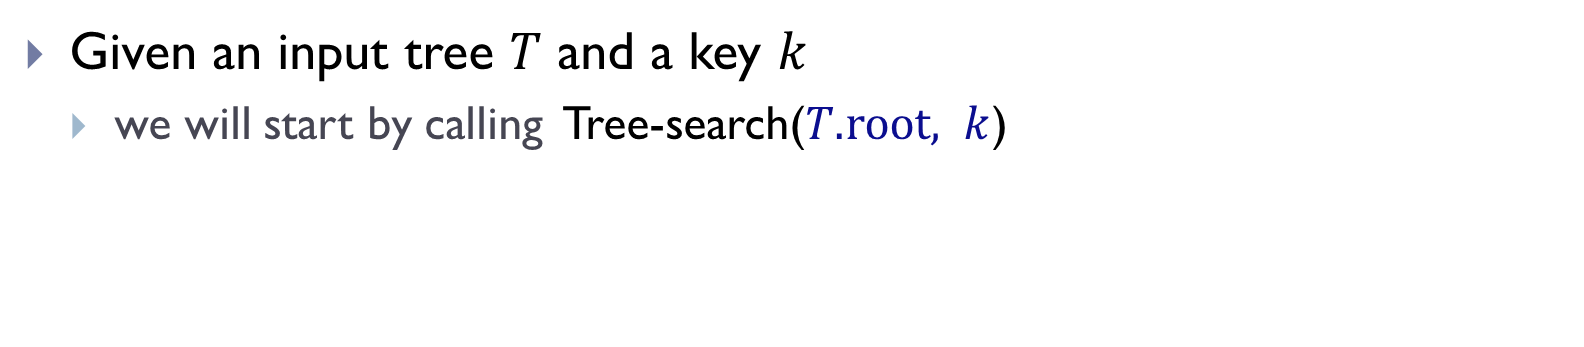 Given an input tree T and a key k
we will start by calling Tree-search(T.root, k)